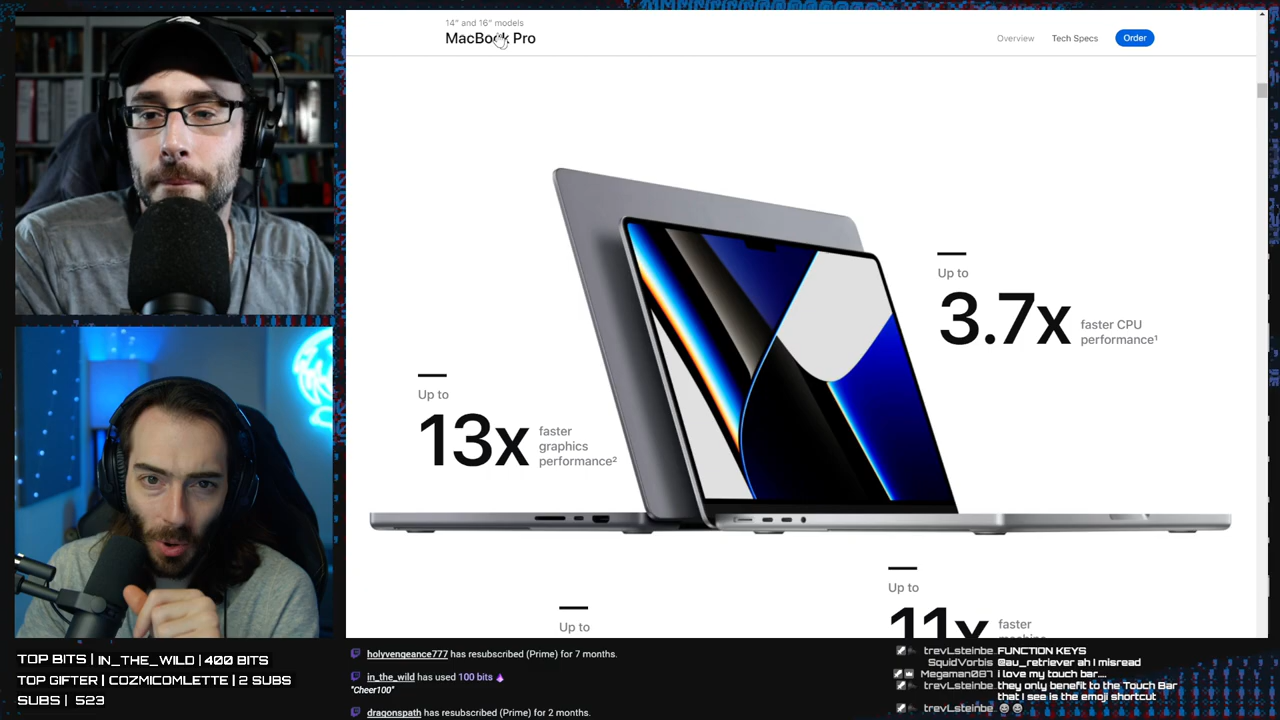 14″ and 16″ models
MacBook Pro
Overview
Tech Specs
Order
Up to
3.7x
faster CPU
performance¹
Up to
13x
faster
graphics
performance²
Up to
Up to
11x
faster
TOP BITS | IN_THE_WILD | 400 BITS
TOP GIFTER | COZMICOMLETTE | 2 SUBS
SUBS | 523
holyvengeance777 has resubscribed (Prime) for 7 months.
in_the_wild has used 100 bits
"Cheer100"
dragonspath has resubscribed (Prime) for 2 months.
trevLsteinbe… FUNCTION KEYS
SquidVorbis @au_retriever ah I misread
Megaman087 I love my touch bar....
trevLsteinbe… they only benefit to the Touch Bar
that I see is the emoji shortcut
trevLsteinbe…